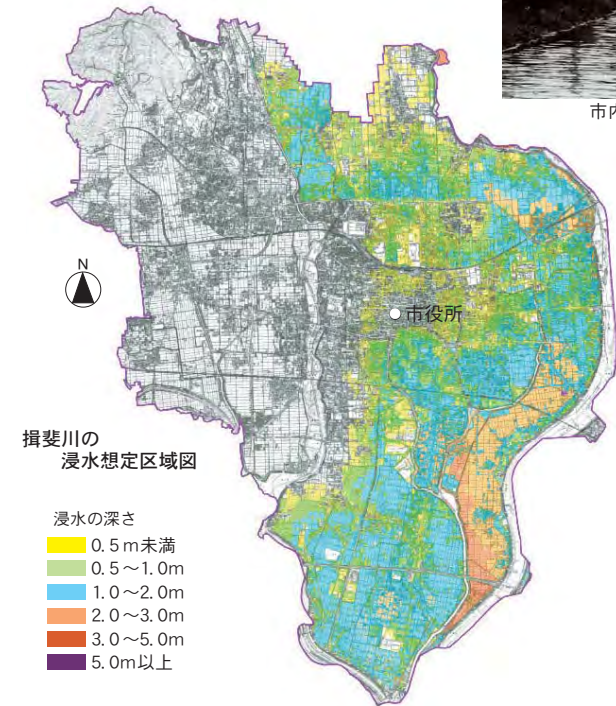 市内
N
市役所
揖斐川の
浸水想定区域図
浸水の深さ
0.5m未満
0.5～1.0m
1.0～2.0m
2.0～3.0m
3.0～5.0m
5.0m以上